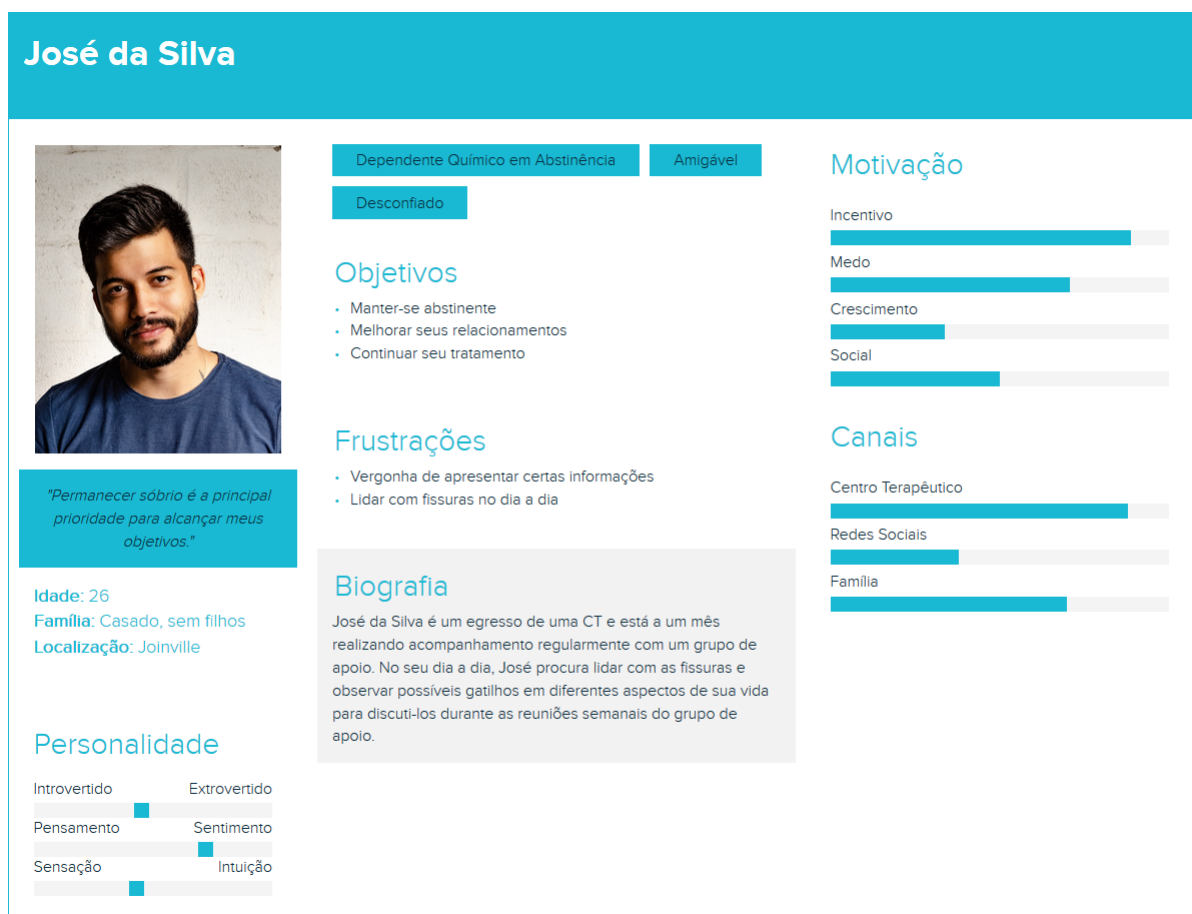 José da Silva
"Permanecer sóbrio é a principal
prioridade para alcançar meus
objetivos."
Idade: 26
Família: Casado, sem filhos
Localização: Joinville
Personalidade
Introvertido Extrovertido
Pensamento Sentimento
Sensação Intuição
Dependente Químico em Abstinência Amigável
Desconfiado
Objetivos
• Manter-se abstinente
• Melhorar seus relacionamentos
• Continuar seu tratamento
Frustrações
• Vergonha de apresentar certas informações
• Lidar com fissuras no dia a dia
Biografia
José da Silva é um egresso de uma CT e está a um mês
realizando acompanhamento regularmente com um grupo de
apoio. No seu dia a dia, José procura lidar com as fissuras e
observar possíveis gatilhos em diferentes aspectos de sua vida
para discuti-los durante as reuniões semanais do grupo de
apoio.
Motivação
Incentivo
Medo
Crescimento
Social
Canais
Centro Terapêutico
Redes Sociais
Família